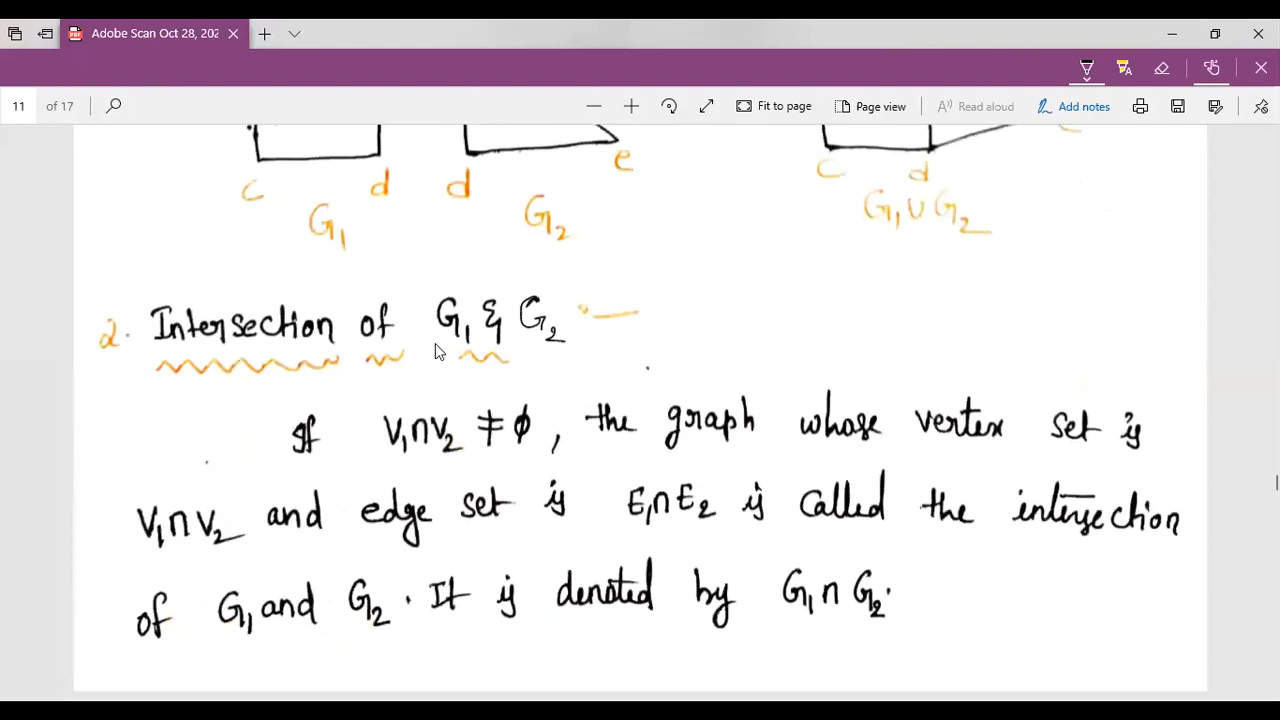 Adobe Scan Oct 28, 202
11 of 17
Fit to page
Page view
Read aloud
Add notes
e
c d d e c d
G1 G2 G1 ∪ G2
2. Intersection of G1 & G2 :-
If V1∩V2 ≠ ϕ, the graph whose vertex set is
V1∩V2 and edge set is E1∩E2 is called the intersection
of G1 and G2. It is denoted by G1∩G2.